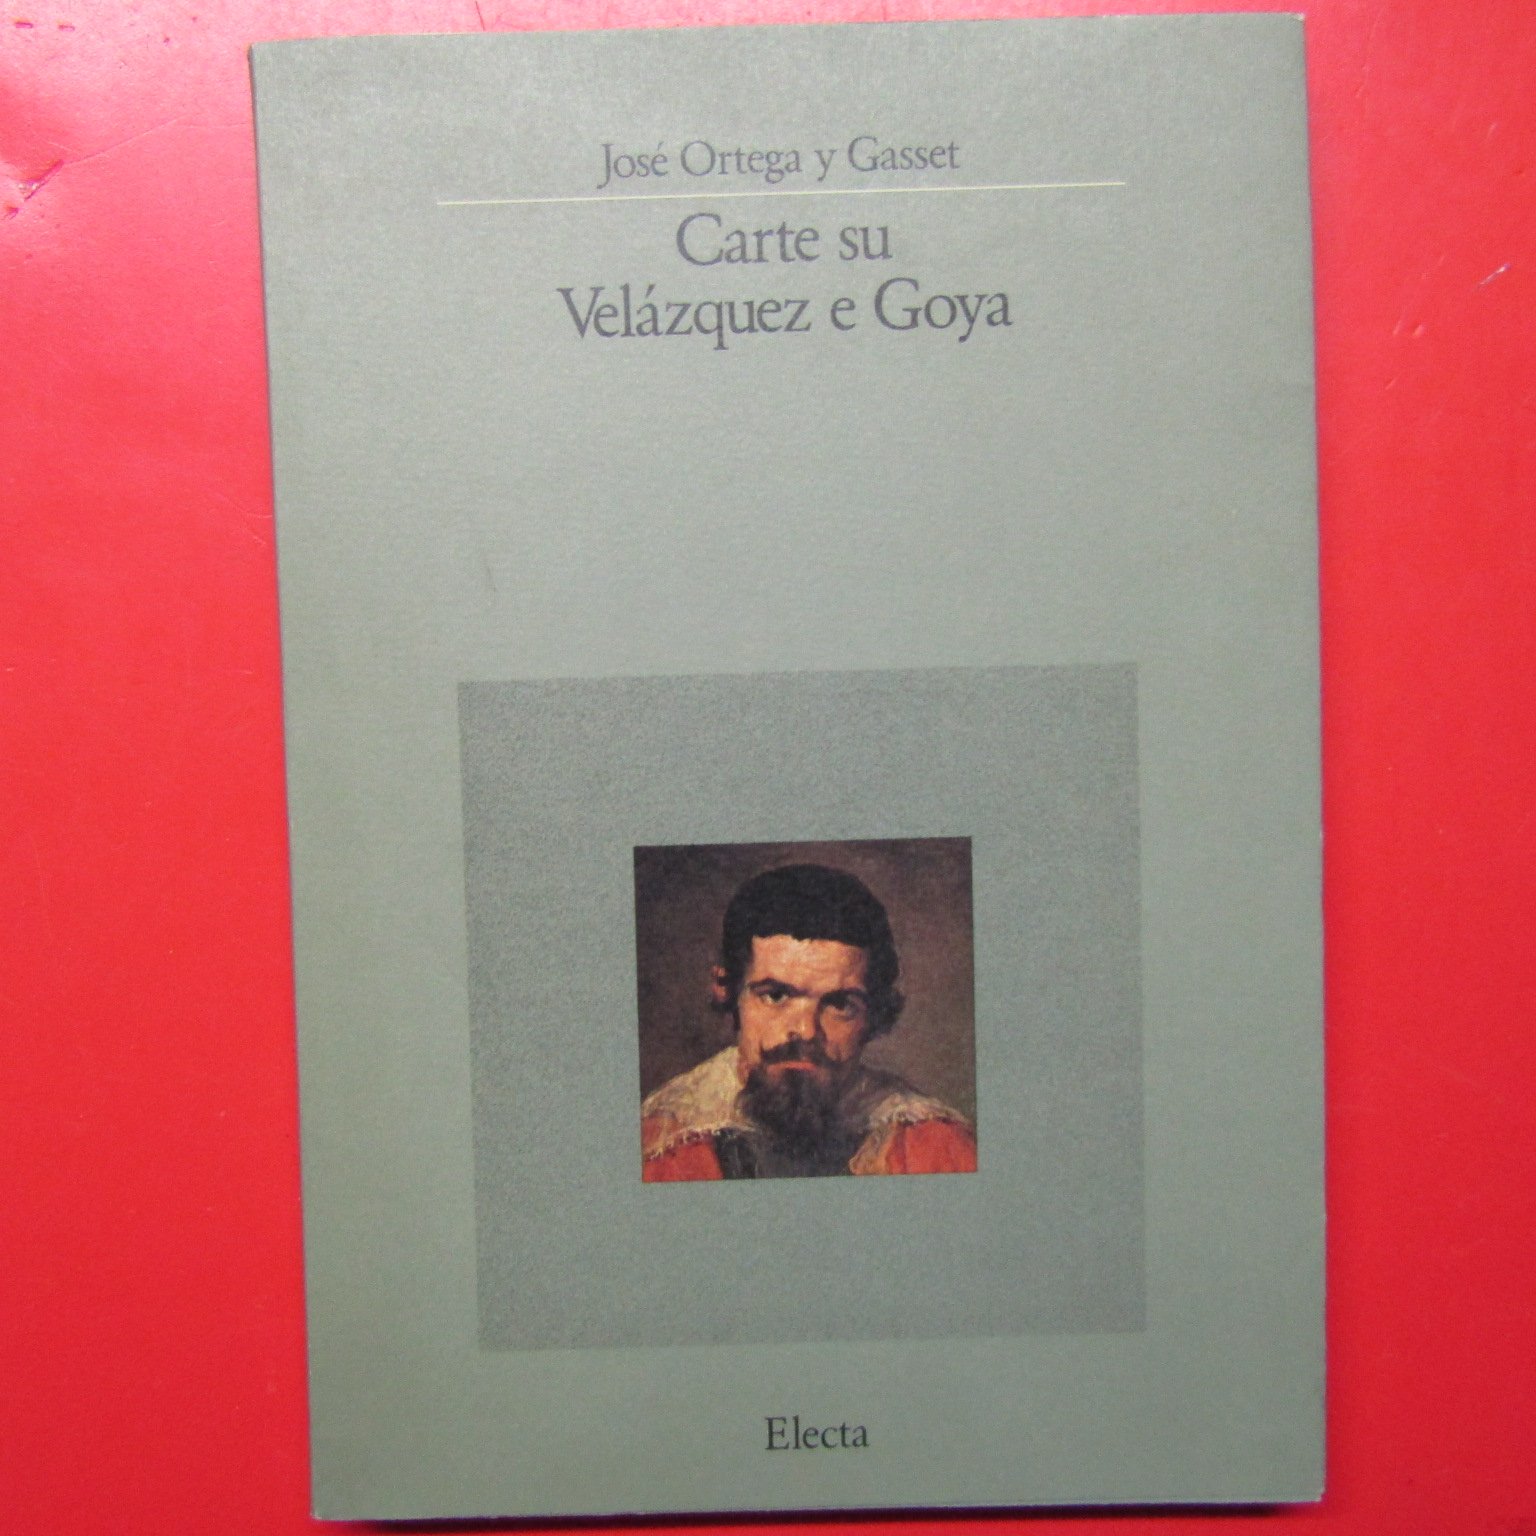 José Ortega y Gasset
Carte su
Velázquez e Goya
Electa